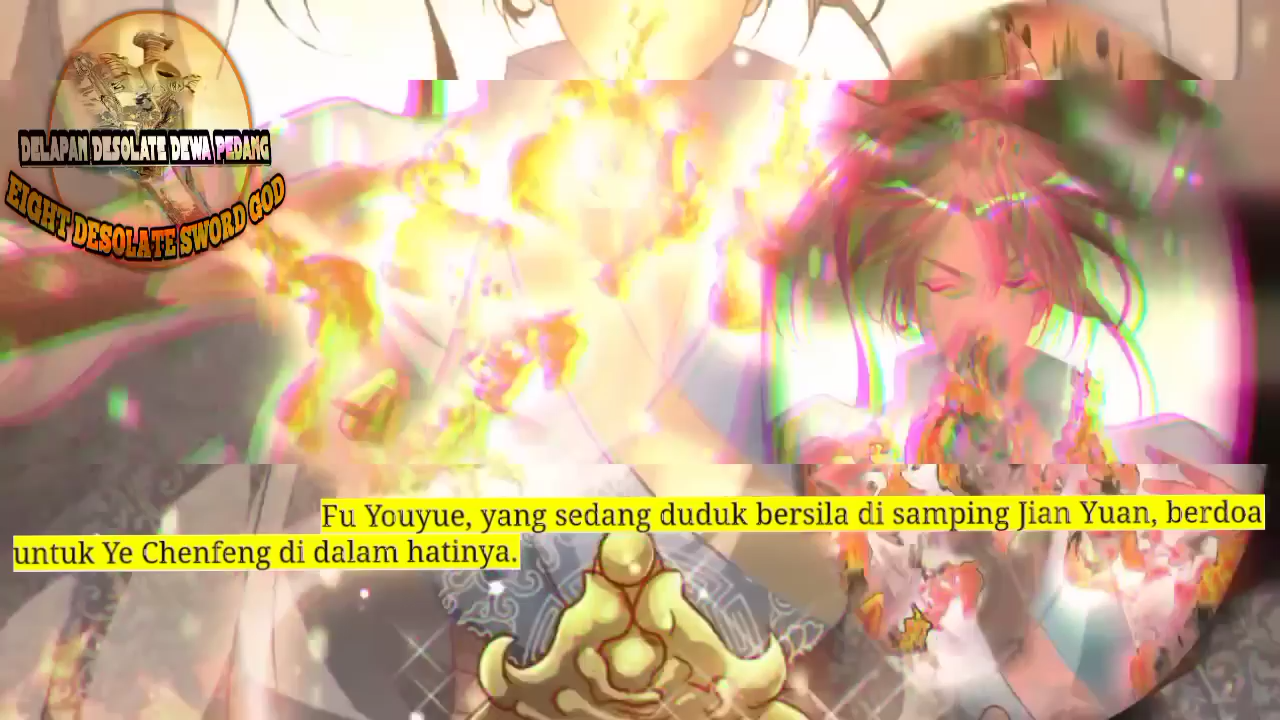 DELAPAN DESOLATE DEWA PEDANG
EIGHT DESOLATE SWORD GOD
Fu Youyue, yang sedang duduk bersila di samping Jian Yuan, berdoa
untuk Ye Chenfeng di dalam hatinya.